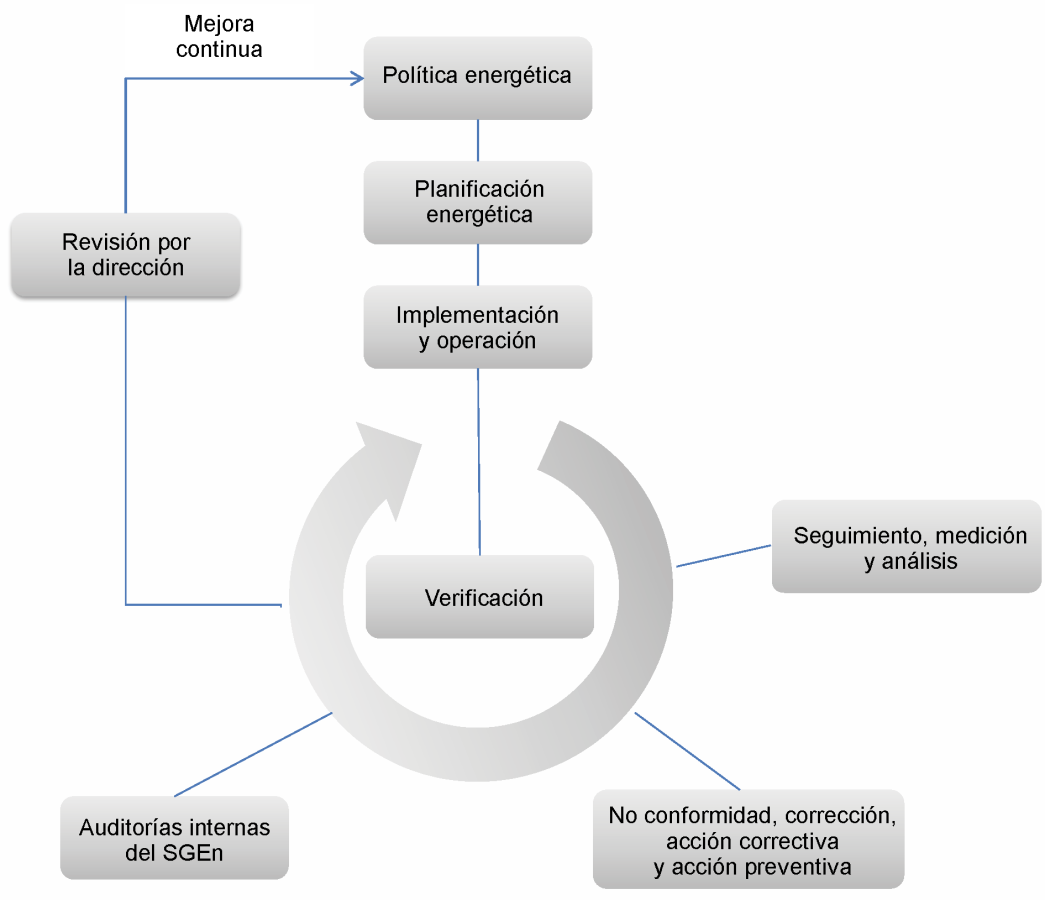 Mejora
continua
Política energética
Planificación
energética
Revisión por
la dirección
Implementación
y operación
Seguimiento, medición
y análisis
Verificación
Auditorías internas
del SGEn
No conformidad, corrección,
acción correctiva
y acción preventiva